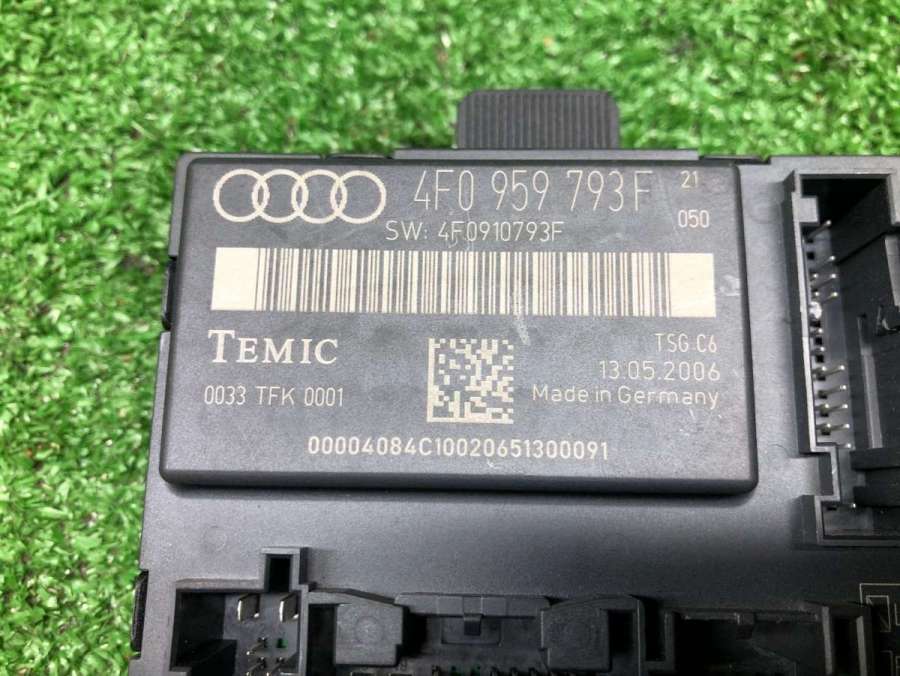 4F0 959 793F 21
050
SW: 4F0910793F
TEMIC
TSG C6
13.05.2006
0033 TFK 0001
Made in Germany
00004084C10020651300091